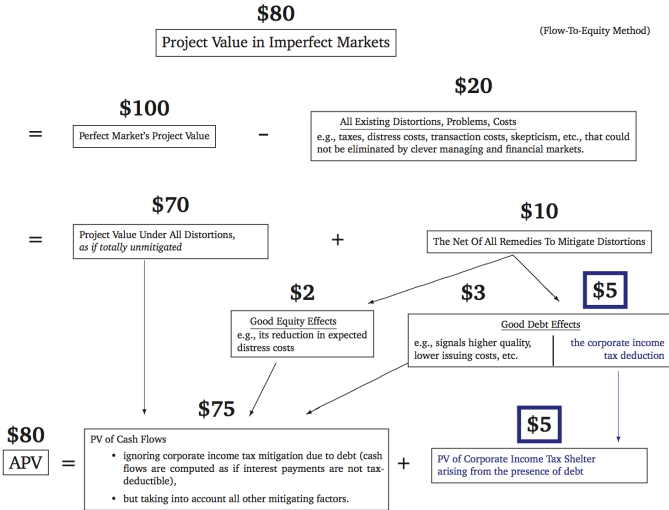 $80
Project Value in Imperfect Markets
(Flow-To-Equity Method)
$100
$20
=
Perfect Market's Project Value
-
All Existing Distortions, Problems, Costs
e.g., taxes, distress costs, transaction costs, skepticism, etc., that could
not be eliminated by clever managing and financial markets.
$70
$10
=
Project Value Under All Distortions,
as if totally unmitigated
+
The Net Of All Remedies To Mitigate Distortions
$2
$3
$5
Good Equity Effects
e.g., its reduction in expected
distress costs
Good Debt Effects
e.g., signals higher quality,
lower issuing costs, etc.
the corporate income
tax deduction
$75
$5
$80
APV
=
PV of Cash Flows
• ignoring corporate income tax mitigation due to debt (cash
flows are computed as if interest payments are not tax-
deductible),
• but taking into account all other mitigating factors.
+
PV of Corporate Income Tax Shelter
arising from the presence of debt